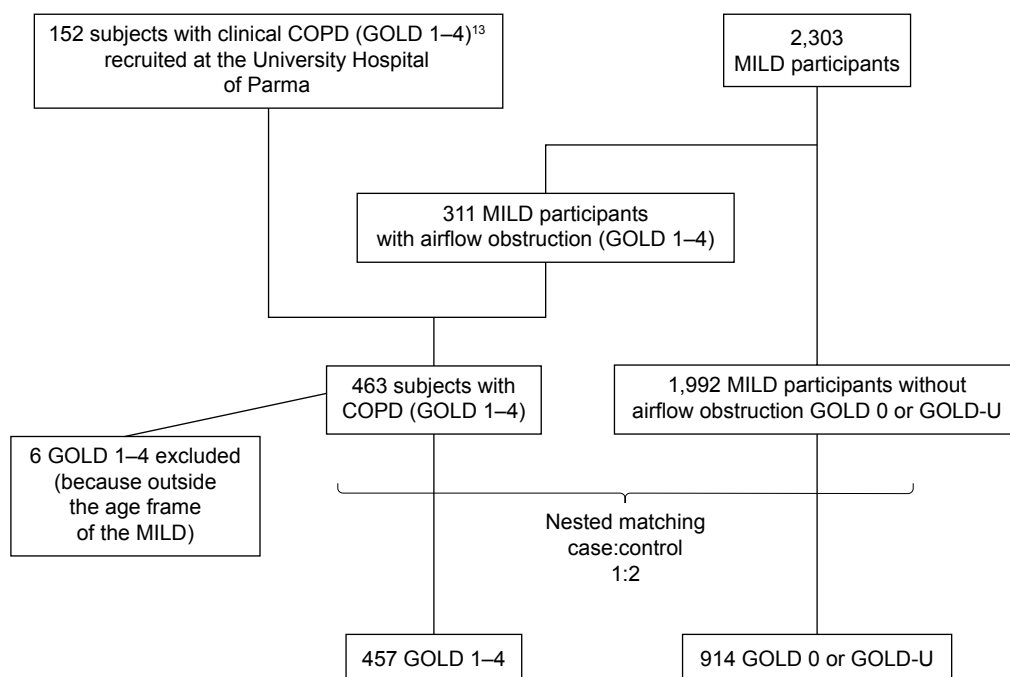 152 subjects with clinical COPD (GOLD 1–4)¹³
recruited at the University Hospital
of Parma
2,303
MILD participants
311 MILD participants
with airflow obstruction (GOLD 1–4)
463 subjects with
COPD (GOLD 1–4)
1,992 MILD participants without
airflow obstruction GOLD 0 or GOLD-U
6 GOLD 1–4 excluded
(because outside
the age frame
of the MILD)
Nested matching
case:control
1:2
457 GOLD 1–4
914 GOLD 0 or GOLD-U